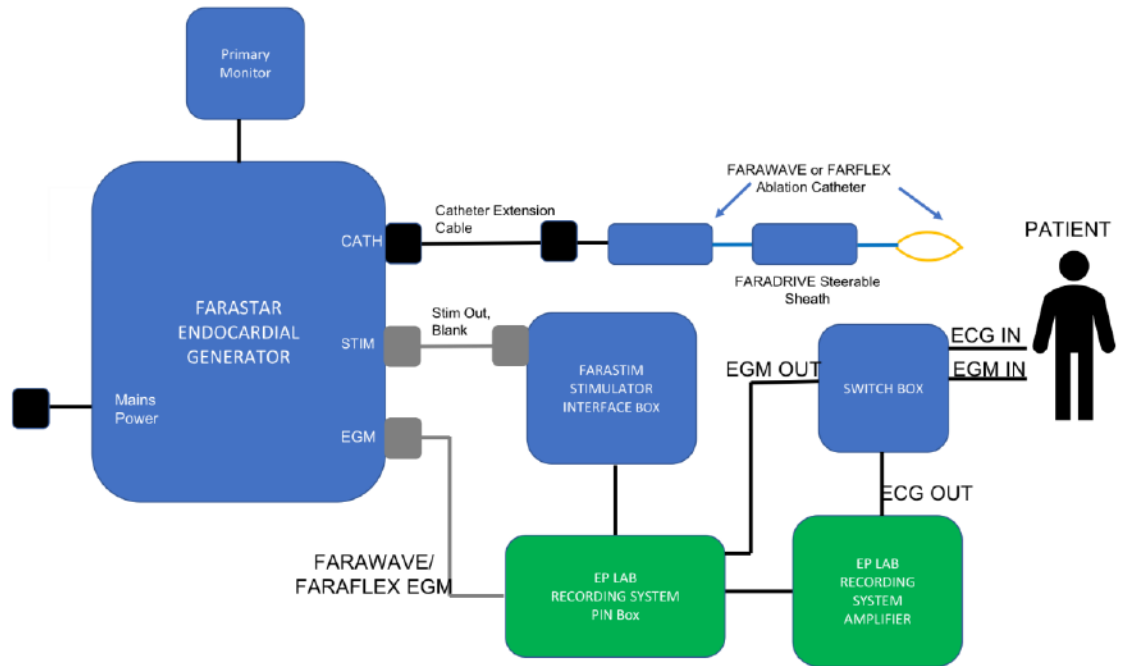 Primary
Monitor
FARAWAVE or FARFLEX
Ablation Catheter
Catheter Extension
Cable
CATH
PATIENT
FARADRIVE Steerable
Sheath
FARASTAR
ENDOCARDIAL
GENERATOR
Stim Out,
Blank
STIM
FARASTIM
STIMULATOR
INTERFACE BOX
EGM OUT
SWITCH BOX
ECG IN
EGM IN
Mains
Power
EGM
ECG OUT
FARAWAVE/
FARAFLEX EGM
EP LAB
RECORDING SYSTEM
PIN Box
EP LAB
RECORDING
SYSTEM
AMPLIFIER